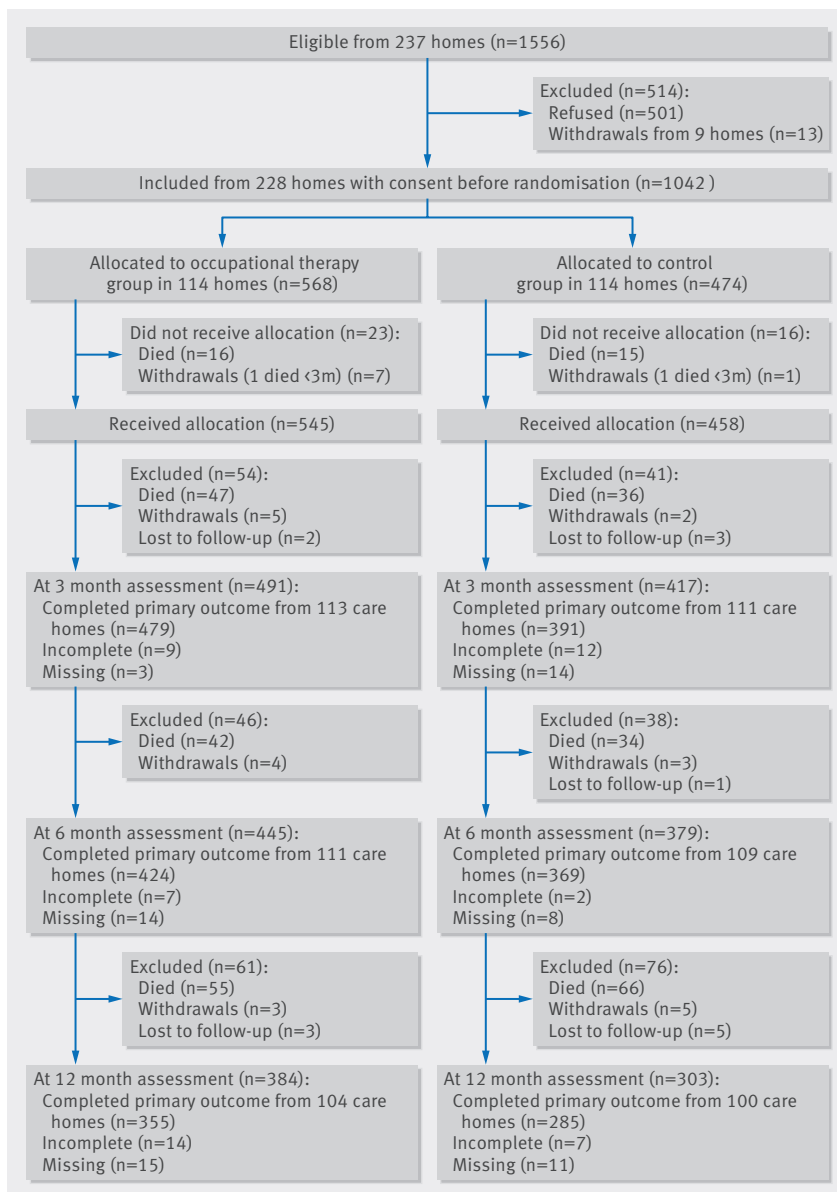 Eligible from 237 homes (n=1556)
Excluded (n=514):
Refused (n=501)
Withdrawals from 9 homes (n=13)
Included from 228 homes with consent before randomisation (n=1042 )
Allocated to occupational therapy
group in 114 homes (n=568)
Allocated to control
group in 114 homes (n=474)
Did not receive allocation (n=23):
Died (n=16)
Withdrawals (1 died <3m) (n=7)
Did not receive allocation (n=16):
Died (n=15)
Withdrawals (1 died <3m) (n=1)
Received allocation (n=545)
Received allocation (n=458)
Excluded (n=54):
Died (n=47)
Withdrawals (n=5)
Lost to follow-up (n=2)
Excluded (n=41):
Died (n=36)
Withdrawals (n=2)
Lost to follow-up (n=3)
At 3 month assessment (n=491):
Completed primary outcome from 113 care
homes (n=479)
Incomplete (n=9)
Missing (n=3)
At 3 month assessment (n=417):
Completed primary outcome from 111 care
homes (n=391)
Incomplete (n=12)
Missing (n=14)
Excluded (n=46):
Died (n=42)
Withdrawals (n=4)
Excluded (n=38):
Died (n=34)
Withdrawals (n=3)
Lost to follow-up (n=1)
At 6 month assessment (n=445):
Completed primary outcome from 111 care
homes (n=424)
Incomplete (n=7)
Missing (n=14)
At 6 month assessment (n=379):
Completed primary outcome from 109 care
homes (n=369)
Incomplete (n=2)
Missing (n=8)
Excluded (n=61):
Died (n=55)
Withdrawals (n=3)
Lost to follow-up (n=3)
Excluded (n=76):
Died (n=66)
Withdrawals (n=5)
Lost to follow-up (n=5)
At 12 month assessment (n=384):
Completed primary outcome from 104 care
homes (n=355)
Incomplete (n=14)
Missing (n=15)
At 12 month assessment (n=303):
Completed primary outcome from 100 care
homes (n=285)
Incomplete (n=7)
Missing (n=11)